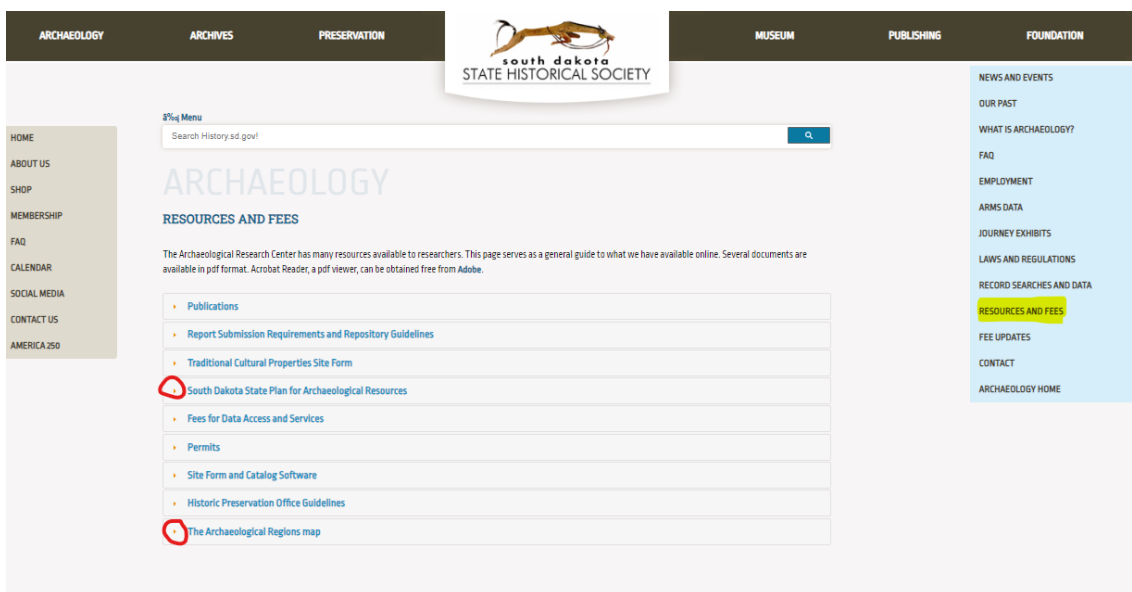 ARCHAEOLOGY ARCHIVES PRESERVATION MUSEUM PUBLISHING FOUNDATION
south dakota
STATE HISTORICAL SOCIETY
HOME
ABOUT US
SHOP
MEMBERSHIP
FAQ
CALENDAR
SOCIAL MEDIA
CONTACT US
AMERICA 250
Menu
Search History.sd.gov!
ARCHAEOLOGY
RESOURCES AND FEES
The Archaeological Research Center has many resources available to researchers. This page serves as a general guide to what we have available online. Several documents are
available in pdf format. Acrobat Reader, a pdf viewer, can be obtained free from Adobe.
Publications
Report Submission Requirements and Repository Guidelines
Traditional Cultural Properties Site Form
South Dakota State Plan for Archaeological Resources
Fees for Data Access and Services
Permits
Site Form and Catalog Software
Historic Preservation Office Guidelines
The Archaeological Regions map
NEWS AND EVENTS
OUR PAST
WHAT IS ARCHAEOLOGY?
FAQ
EMPLOYMENT
ARMS DATA
JOURNEY EXHIBITS
LAWS AND REGULATIONS
RECORD SEARCHES AND DATA
RESOURCES AND FEES
FEE UPDATES
CONTACT
ARCHAEOLOGY HOME